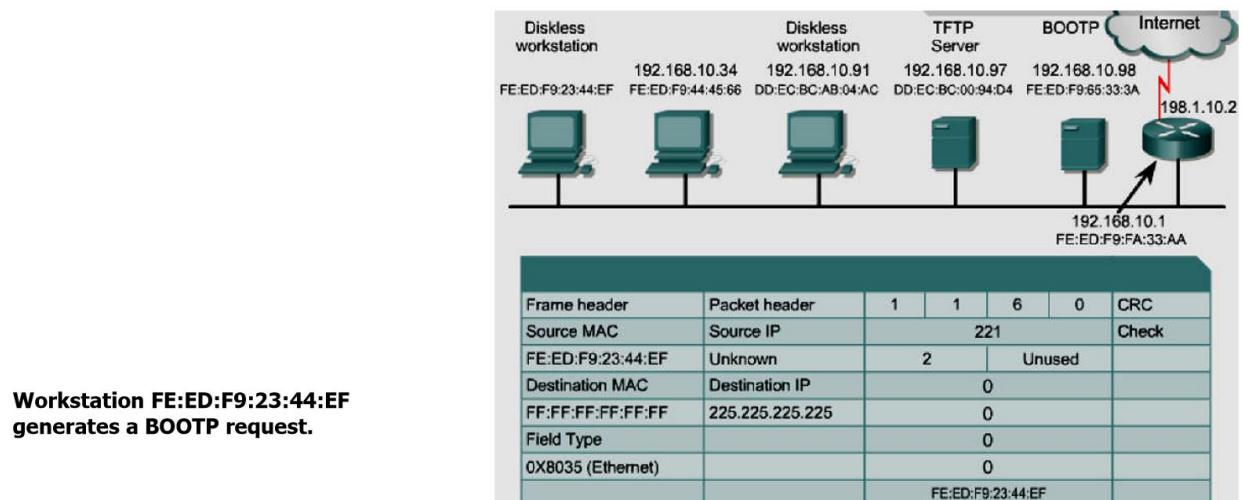 Diskless
workstation
FE:ED:F9:23:44:EF
192.168.10.34
FE:ED:F9:44:45:66
Diskless
workstation
192.168.10.91
DD:EC:BC:AB:04:AC
TFTP
Server
192.168.10.97
DD:EC:BC:00:94:D4
BOOTP
192.168.10.98
FE:ED:F9:65:33:3A
Internet
198.1.10.2
192.168.10.1
FE:ED:F9:FA:33:AA
Frame header Packet header 1 1 6 0 CRC
Source MAC Source IP 221 Check
FE:ED:F9:23:44:EF Unknown 2 Unused
Destination MAC Destination IP 0
FF:FF:FF:FF:FF:FF 225.225.225.225 0
Field Type 0
0X8035 (Ethernet) 0
FE:ED:F9:23:44:EF
Workstation FE:ED:F9:23:44:EF
generates a BOOTP request.